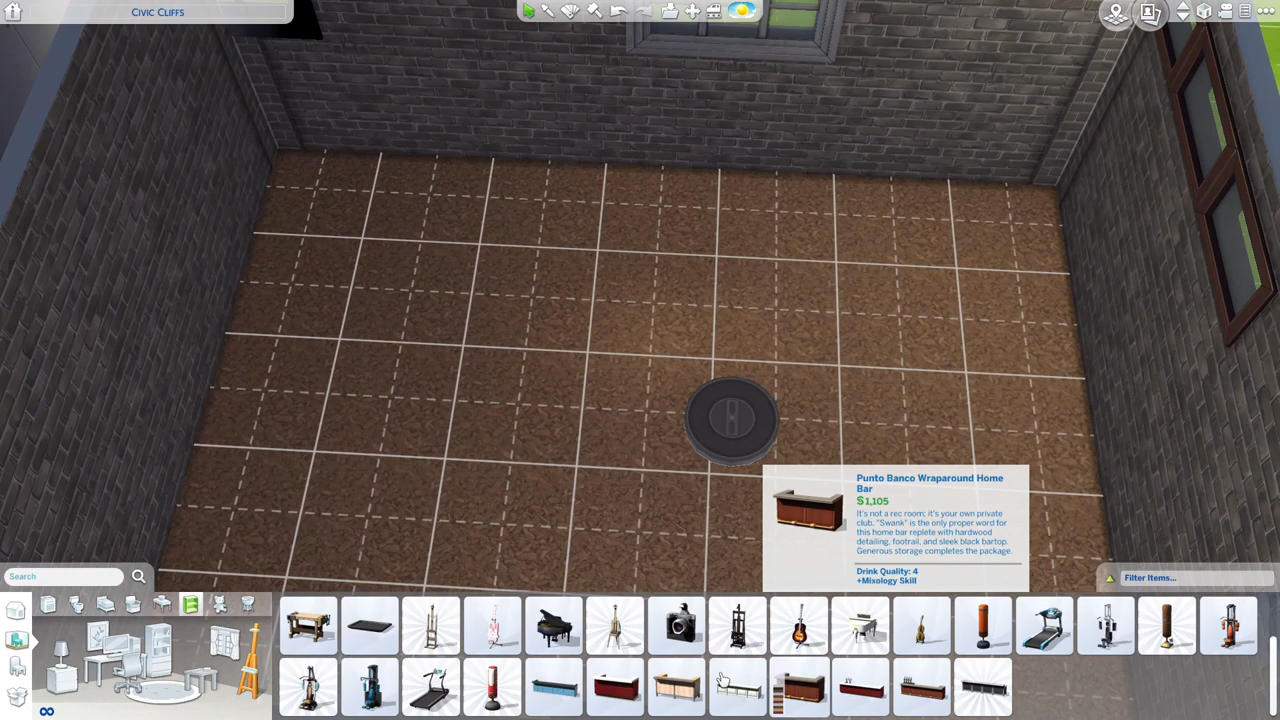 Civic Cliffs
Punto Banco Wraparound Home
Bar
§1,105
It's not a rec room; it's your own private
club. "Swank" is the only proper word for
this home bar replete with hardwood
detailing, footrail, and sleek black bartop.
Generous storage completes the package.
Drink Quality: 4
+Mixology Skill
Search
Filter Items...